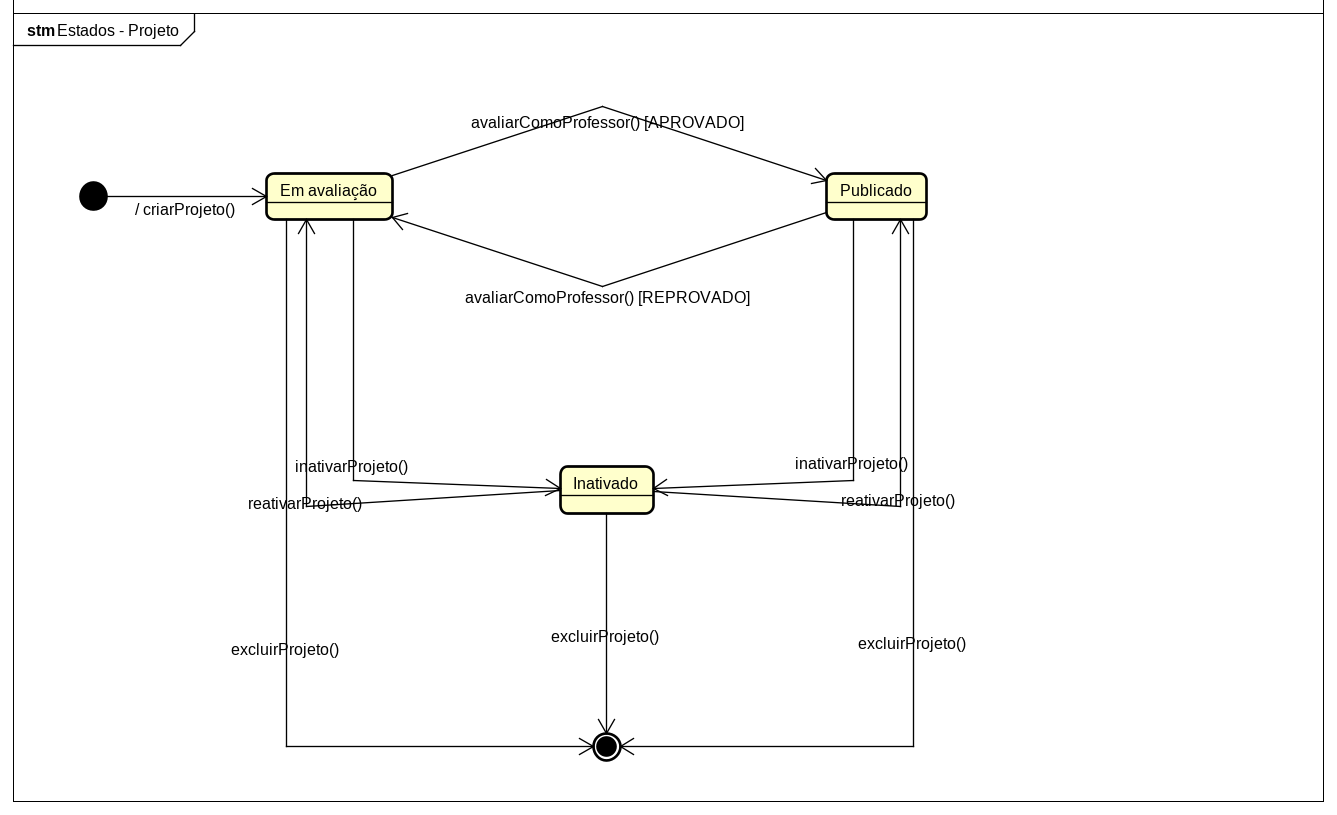 stm Estados - Projeto
avaliarComoProfessor() [APROVADO]
Em avaliação
Publicado
/ criarProjeto()
avaliarComoProfessor() [REPROVADO]
inativarProjeto()
inativarProjeto()
Inativado
reativarProjeto()
reativarProjeto()
excluirProjeto()
excluirProjeto()
excluirProjeto()